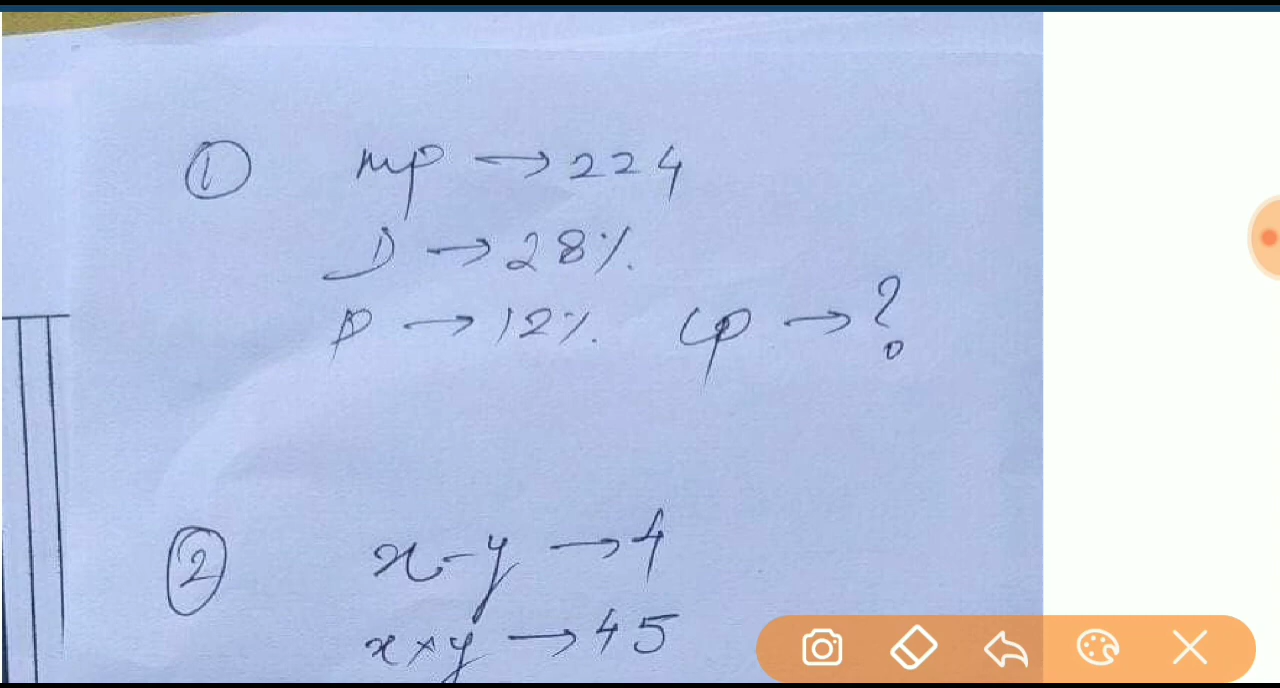 ① mp → 224
D → 28%.
P → 12%. CP → ?
② x-y → 4
x×y → 45